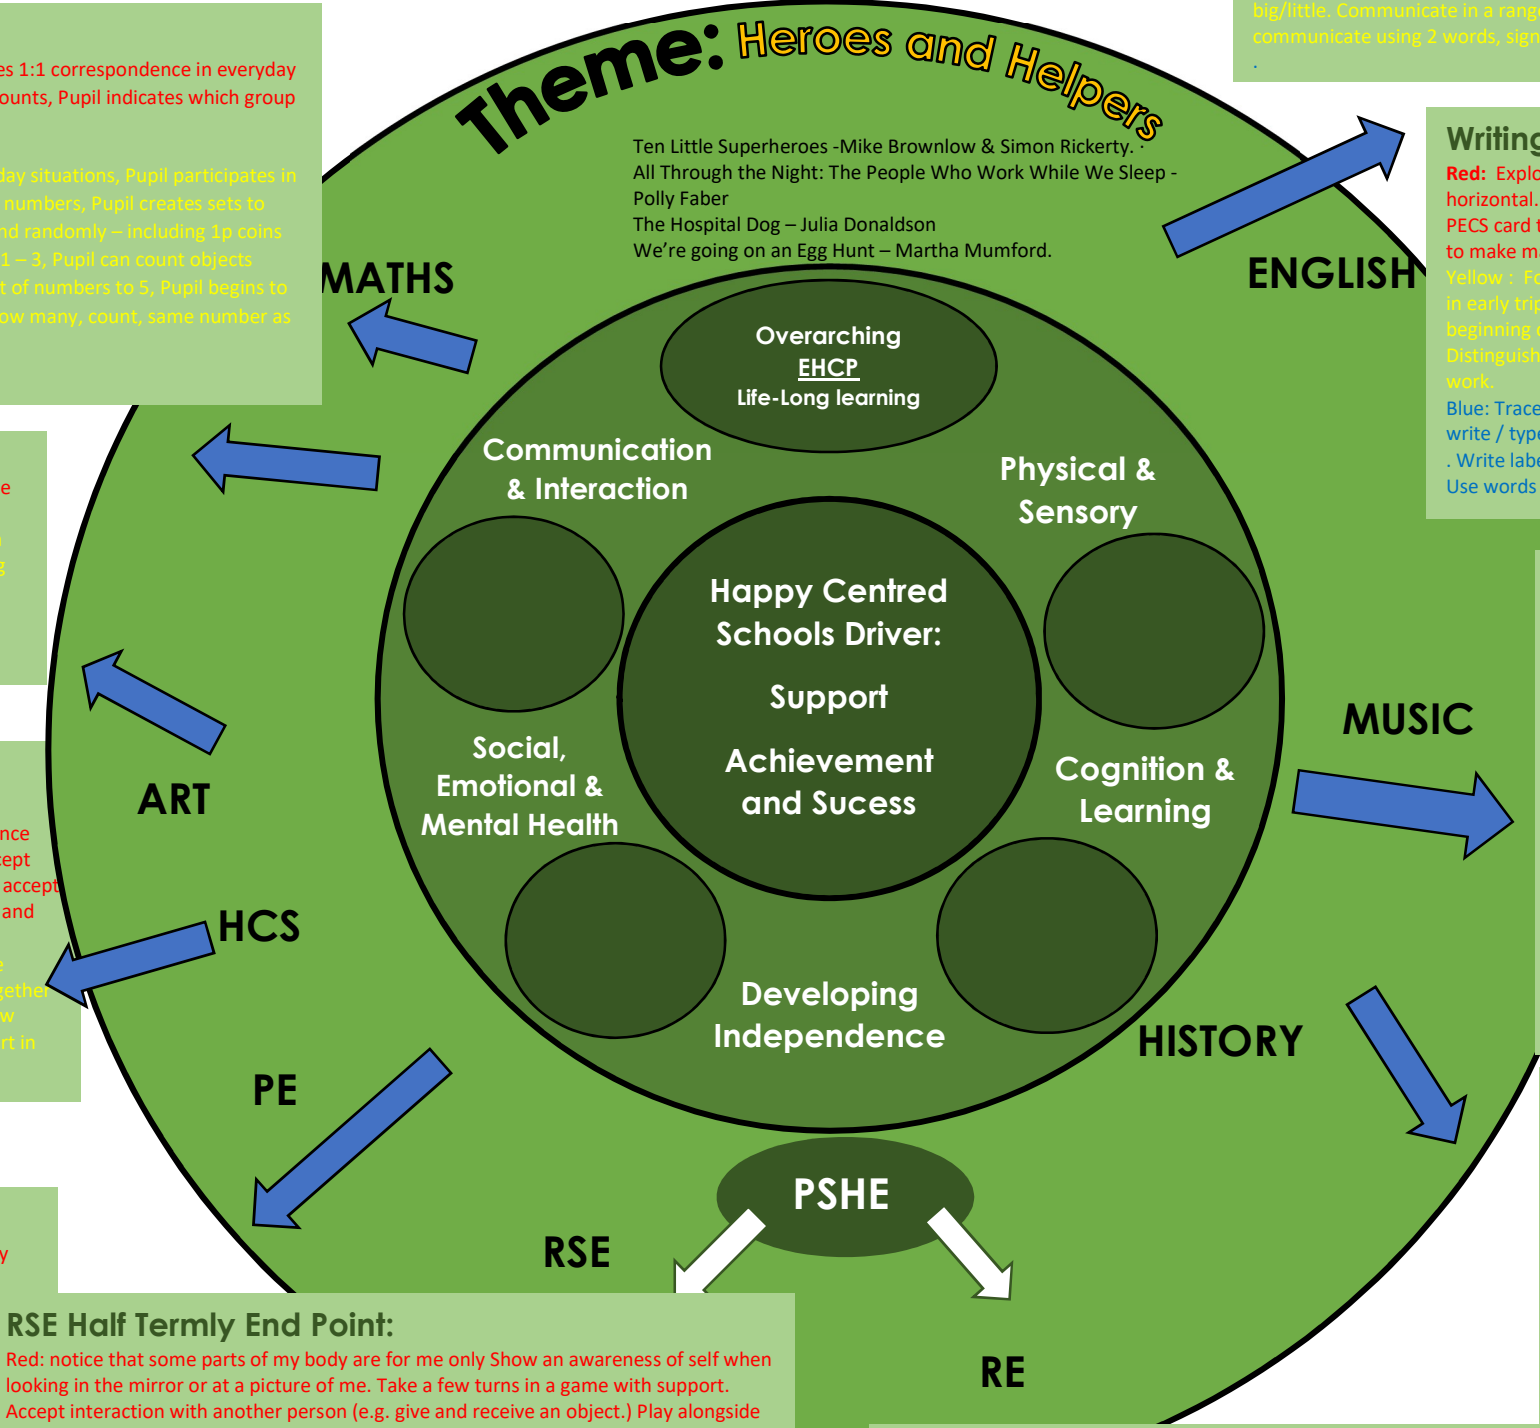 big/little. Communicate in a range
communicate using 2 words, sign
.
Theme: Heroes and Helpers
es 1:1 correspondence in everyday
ounts, Pupil indicates which group
day situations, Pupil participates in
numbers, Pupil creates sets to
nd randomly – including 1p coins
1 – 3, Pupil can count objects
t of numbers to 5, Pupil begins to
ow many, count, same number as
Ten Little Superheroes -Mike Brownlow & Simon Rickerty. ·
All Through the Night: The People Who Work While We Sleep -
Polly Faber
The Hospital Dog – Julia Donaldson
We're going on an Egg Hunt – Martha Mumford.
MATHS
ENGLISH
Writing
Red: Explo
horizontal.
PECS card t
to make ma
Yellow : Fo
in early trip
beginning o
Distinguish
work.
Blue: Trace
write / type
. Write labe
Use words
Overarching
EHCP
Life-Long learning
Communication
& Interaction
Physical &
Sensory
e
g
Happy Centred
Schools Driver:
Support
Achievement
and Sucess
Social,
Emotional &
Mental Health
Cognition &
Learning
MUSIC
ART
nce
cept
accept
and
e
gether
w
rt in
HCS
Developing
Independence
HISTORY
PE
PSHE
RSE
y
RSE Half Termly End Point:
Red: notice that some parts of my body are for me only Show an awareness of self when
looking in the mirror or at a picture of me. Take a few turns in a game with support.
Accept interaction with another person (e.g. give and receive an object.) Play alongside
RE